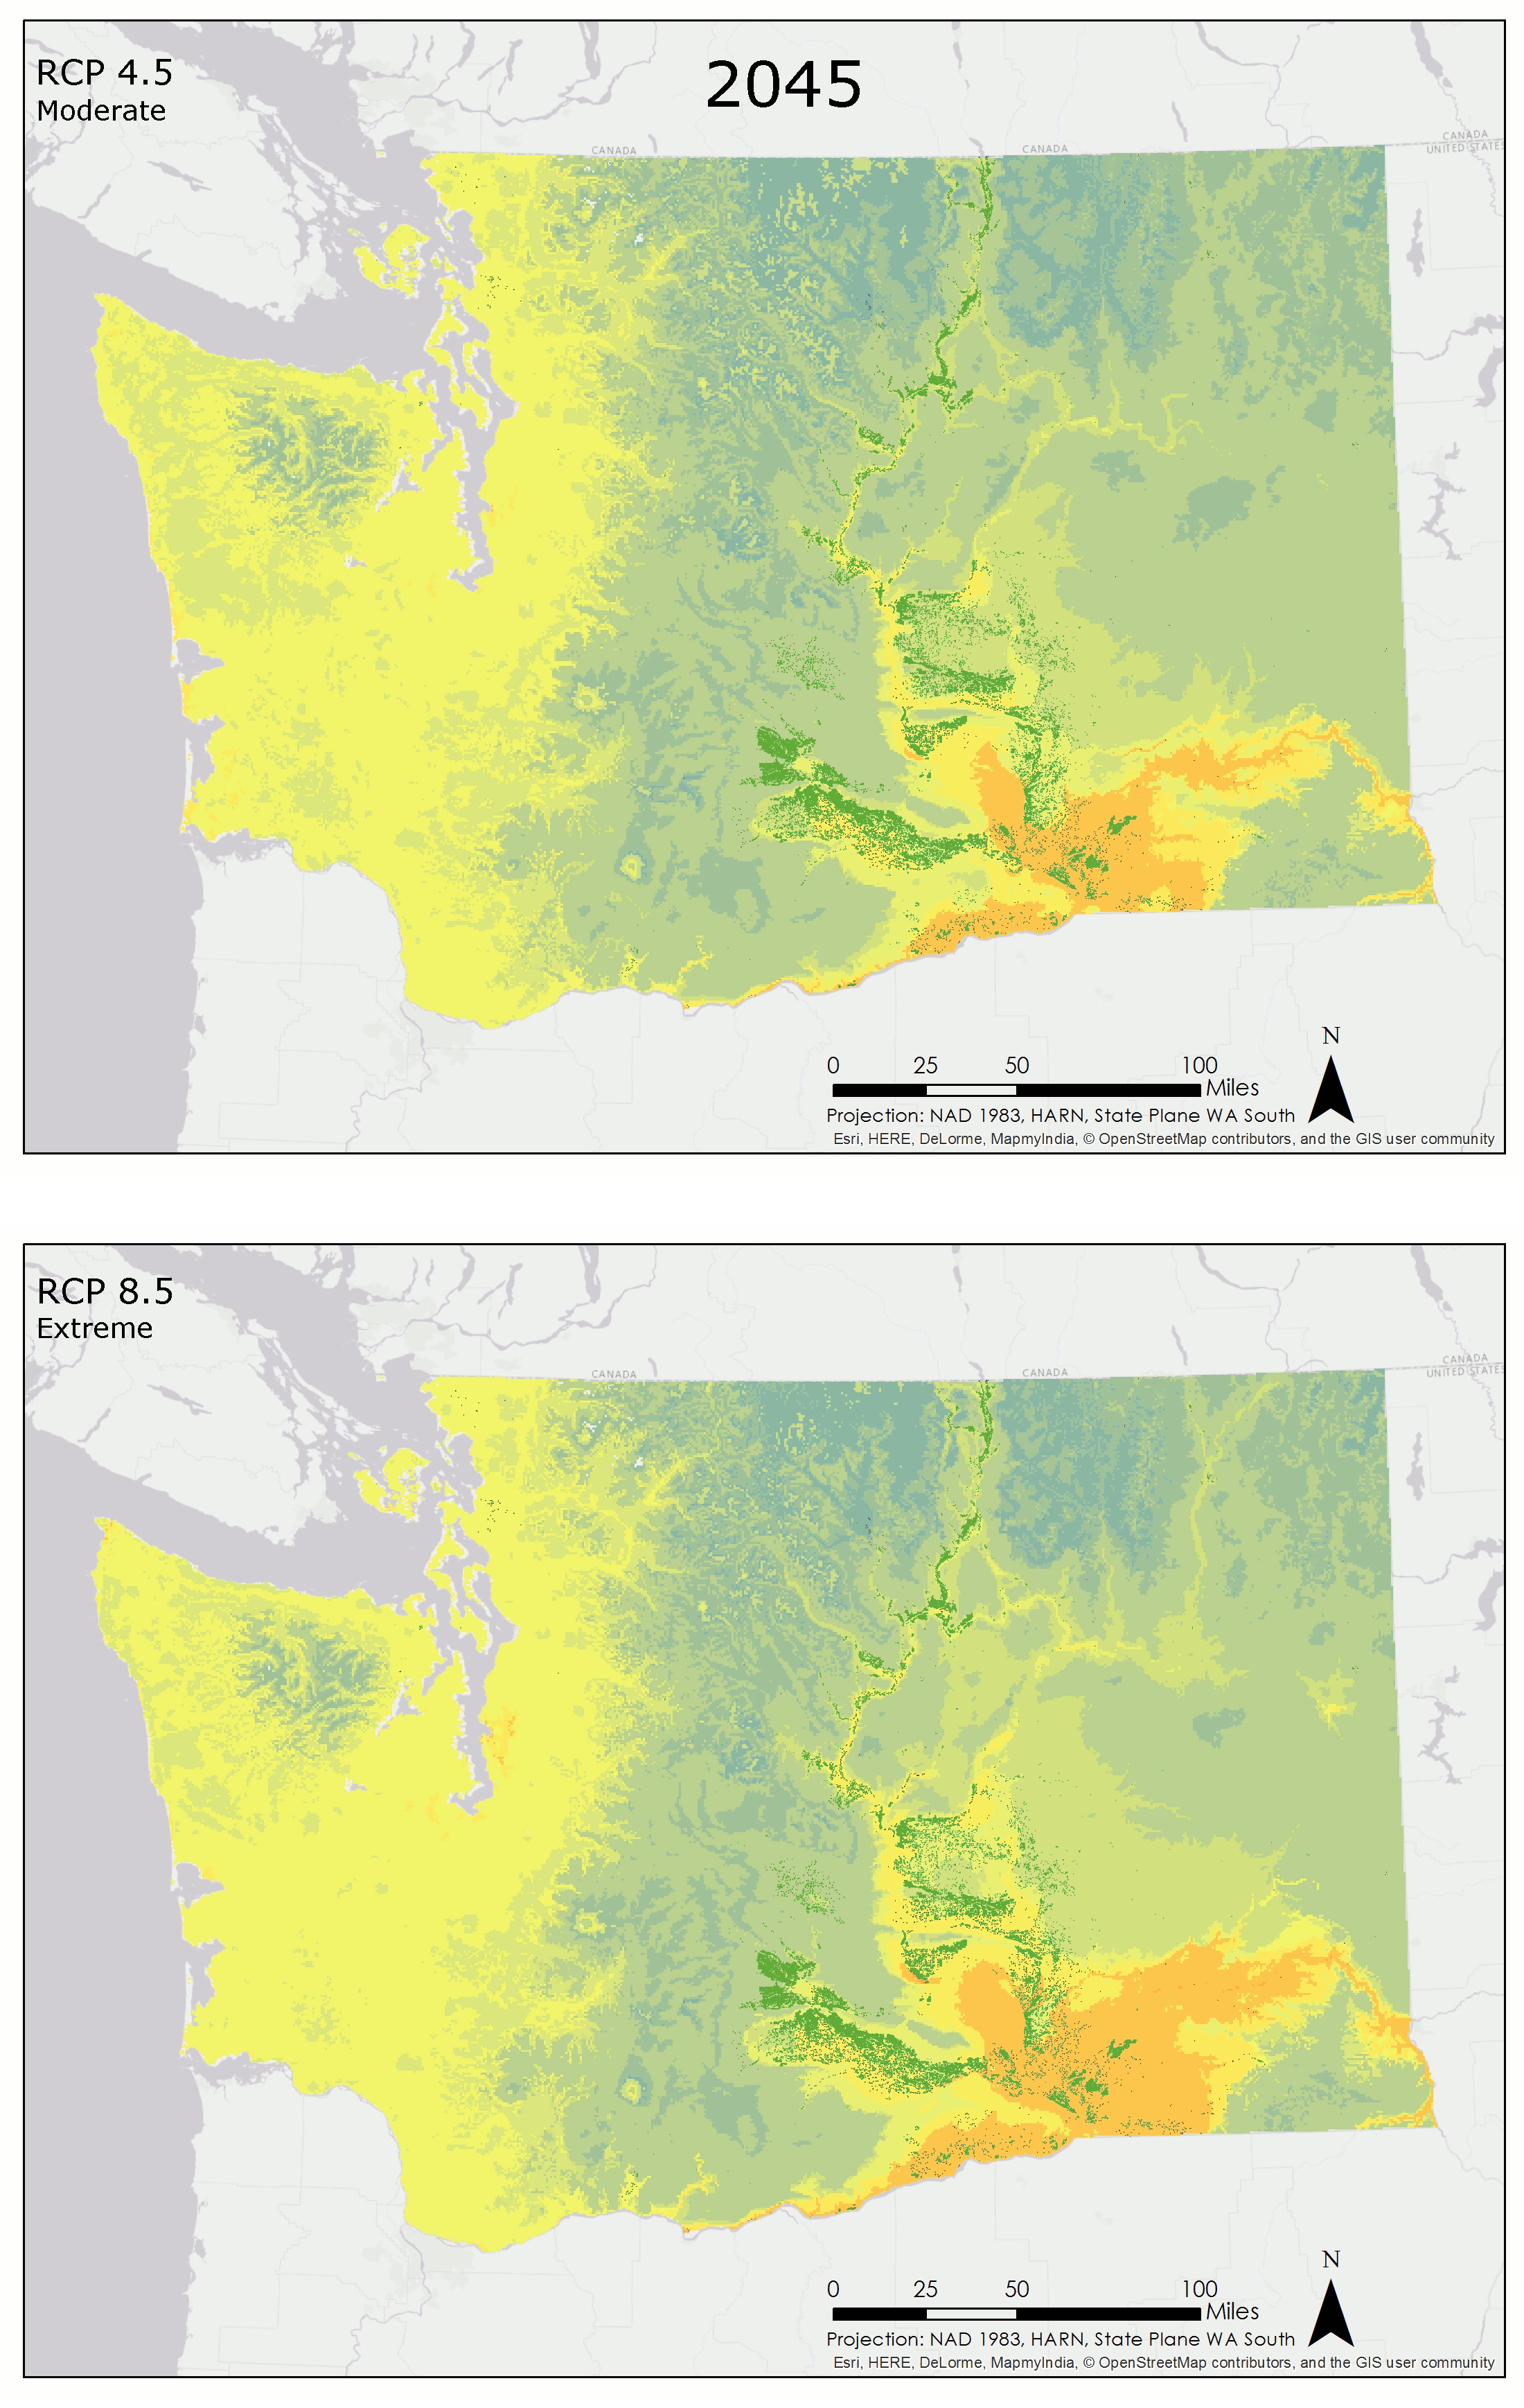 RCP 4.5
Moderate
2045
CANADA
CANADA
CANADA
UNITED STATES
0 25 50 100
Miles
N
Projection: NAD 1983, HARN, State Plane WA South
Esri, HERE, DeLorme, MapmyIndia, © OpenStreetMap contributors, and the GIS user community
RCP 8.5
Extreme
CANADA
CANADA
CANADA
UNITED STATES
0 25 50 100
Miles
N
Projection: NAD 1983, HARN, State Plane WA South
Esri, HERE, DeLorme, MapmyIndia, © OpenStreetMap contributors, and the GIS user community